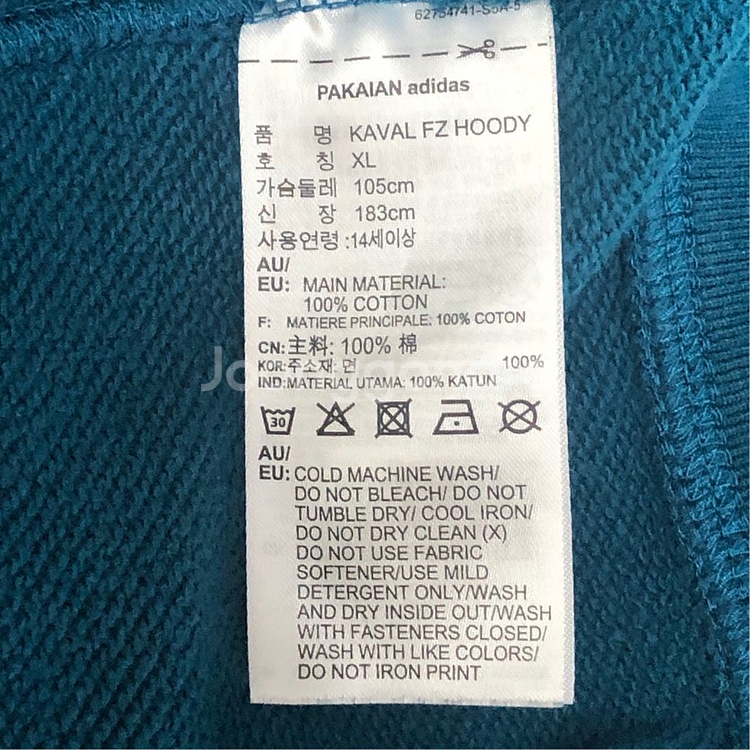 62754741-SSA-5
PAKAIAN adidas
품 명 KAVAL FZ HOODY
호 칭 XL
가슴둘레 105cm
신 장 183cm
사용연령 :14세이상
AU/
EU: MAIN MATERIAL:
100% COTTON
F: MATIERE PRINCIPALE: 100% COTON
CN: 主料: 100% 棉
KOR:주소재: 면 100%
IND:MATERIAL UTAMA: 100% KATUN
30
AU/
EU: COLD MACHINE WASH/
DO NOT BLEACH/ DO NOT
TUMBLE DRY/ COOL IRON/
DO NOT DRY CLEAN (X)
DO NOT USE FABRIC
SOFTENER/USE MILD
DETERGENT ONLY/WASH
AND DRY INSIDE OUT/WASH
WITH FASTENERS CLOSED/
WASH WITH LIKE COLORS/
DO NOT IRON PRINT